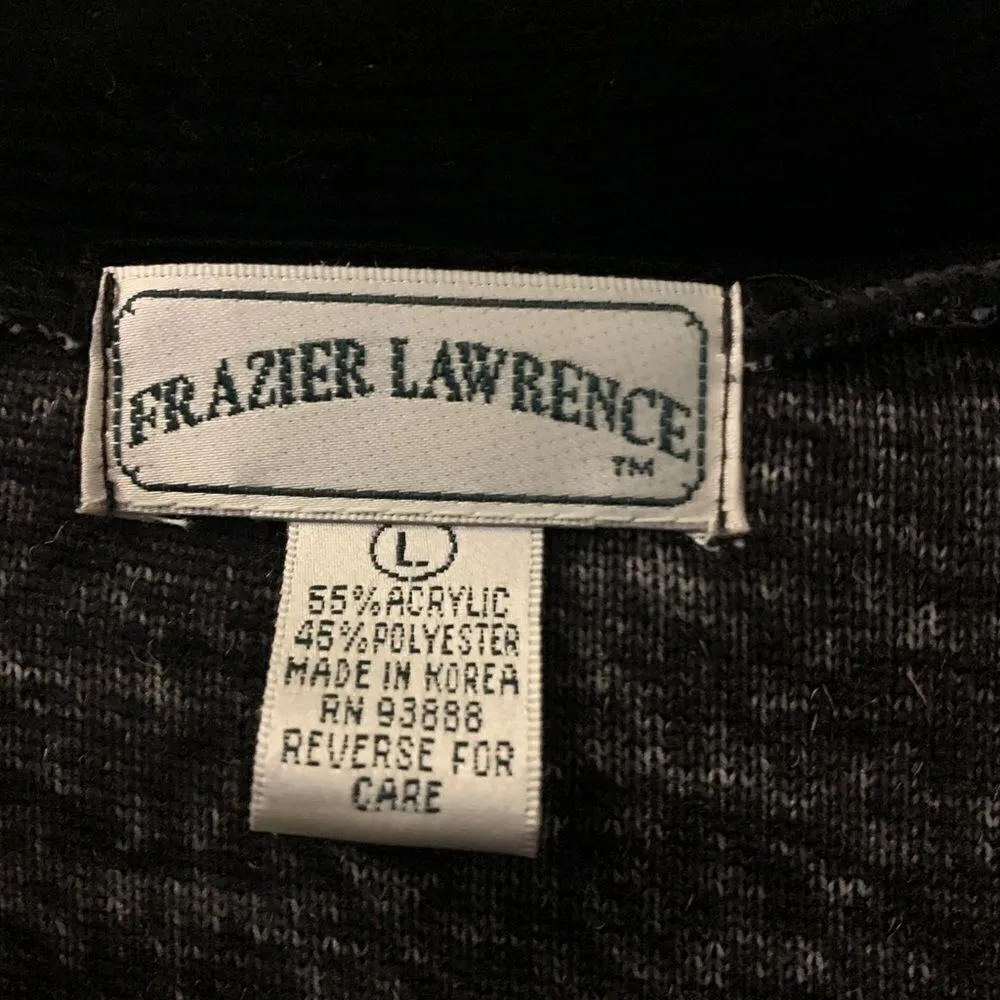 FRAZIER LAWRENCE
TM
L
55% ACRYLIC
45% POLYESTER
MADE IN KOREA
RN 93888
REVERSE FOR
CARE